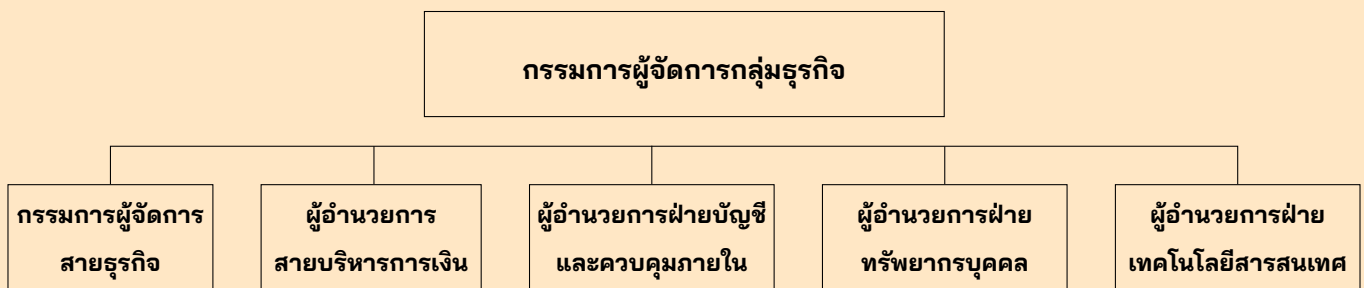 กรรมการผู้จัดการกลุ่มธุรกิจ
กรรมการผู้จัดการ
สายธุรกิจ
ผู้อำนวยการ
สายบริหารการเงิน
ผู้อำนวยการฝ่ายบัญชี
และควบคุมภายใน
ผู้อำนวยการฝ่าย
ทรัพยากรบุคคล
ผู้อำนวยการฝ่าย
เทคโนโลยีสารสนเทศ